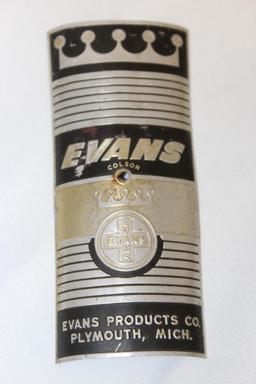 EVANS
COLSON
EVANS
EVANS PRODUCTS CO.
PLYMOUTH, MICH.